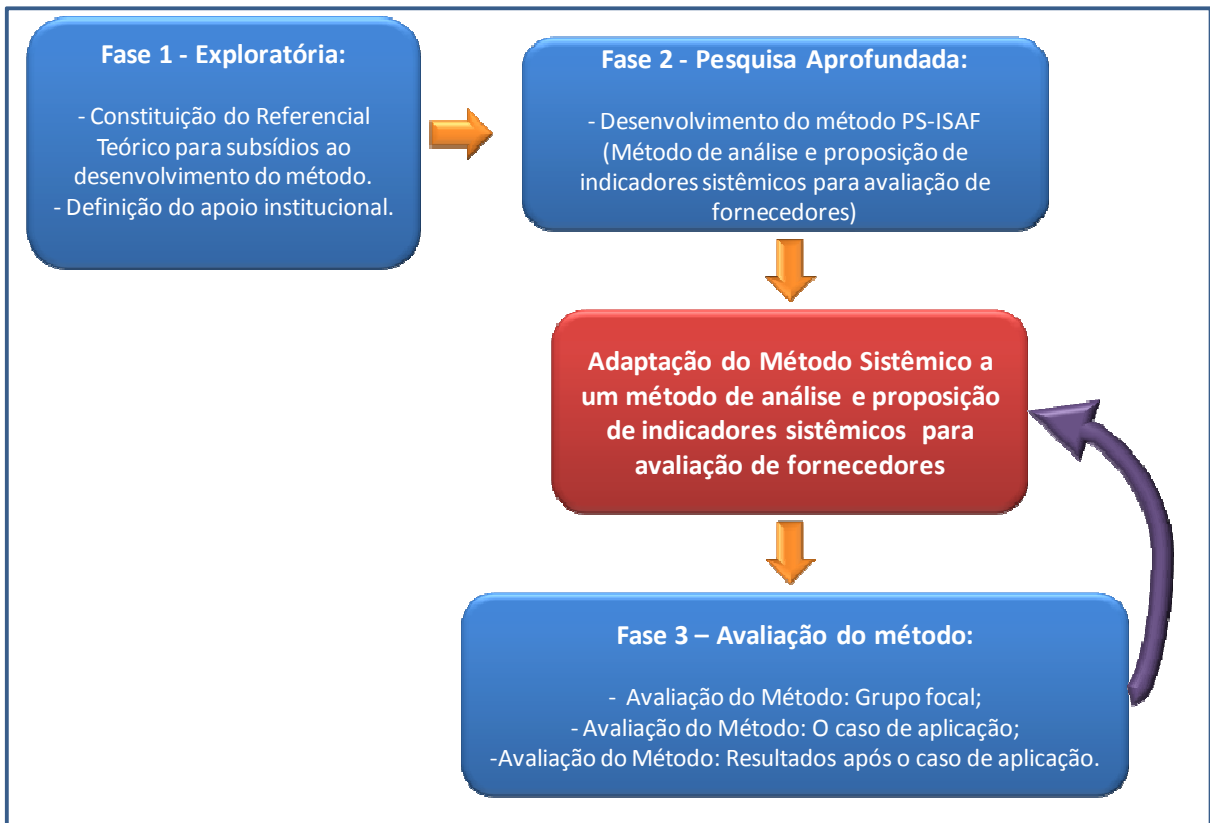 Fase 1 - Exploratória:
- Constituição do Referencial
Teórico para subsídios ao
desenvolvimento do método.
- Definição do apoio institucional.
Fase 2 - Pesquisa Aprofundada:
- Desenvolvimento do método PS-ISAF
(Método de análise e proposição de
indicadores sistêmicos para avaliação de
fornecedores)
Adaptação do Método Sistêmico a
um método de análise e proposição
de indicadores sistêmicos para
avaliação de fornecedores
Fase 3 – Avaliação do método:
- Avaliação do Método: Grupo focal;
- Avaliação do Método: O caso de aplicação;
-Avaliação do Método: Resultados após o caso de aplicação.